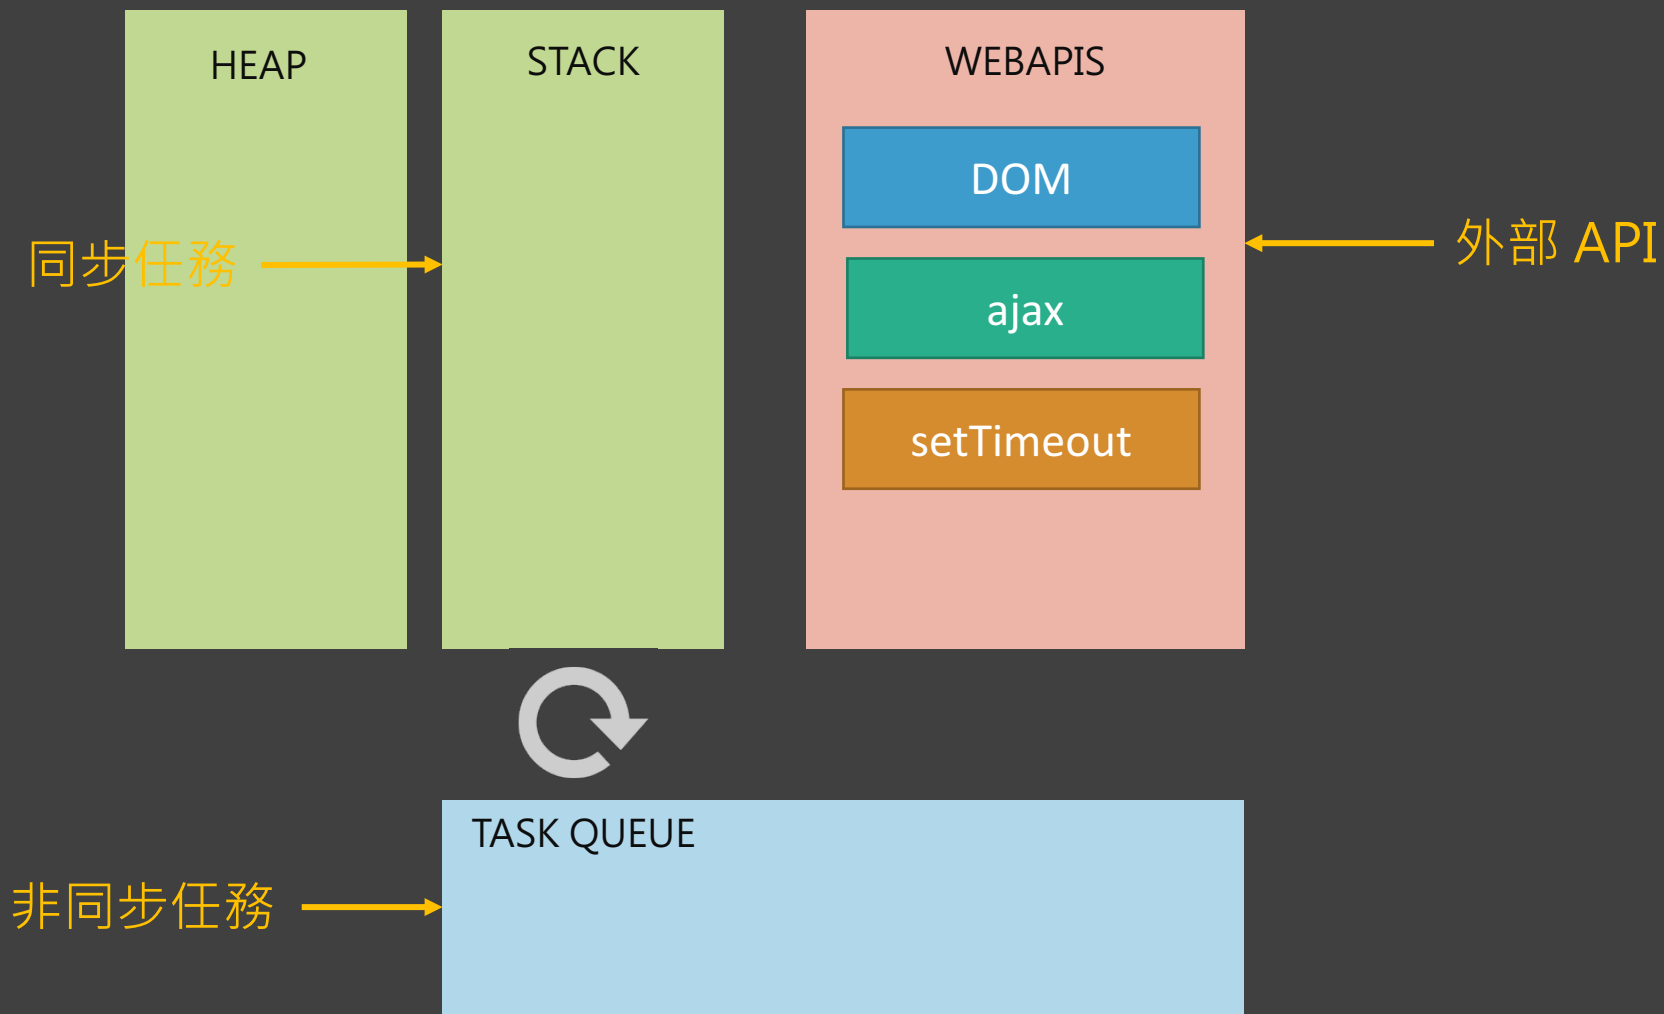 HEAP
STACK
WEBAPIS
DOM
同步任務
外部 API
ajax
setTimeout
TASK QUEUE
非同步任務